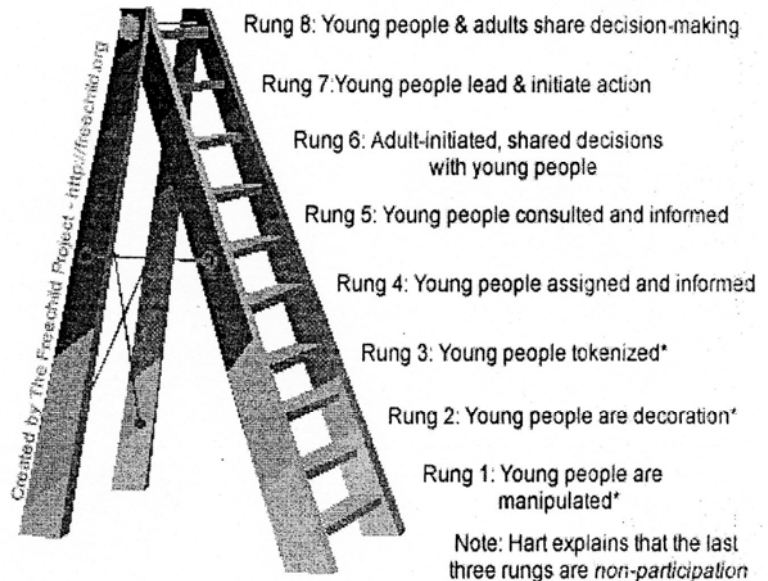 Rung 8: Young people & adults share decision-making
Rung 7:Young people lead & initiate action
Rung 6: Adult-initiated, shared decisions
with young people
Rung 5: Young people consulted and informed
Rung 4: Young people assigned and informed
Rung 3: Young people tokenized*
Rung 2: Young people are decoration*
Rung 1: Young people are
manipulated*
Note: Hart explains that the last
three rungs are non-participation
Created by The Freechild Project - http://freechild.org